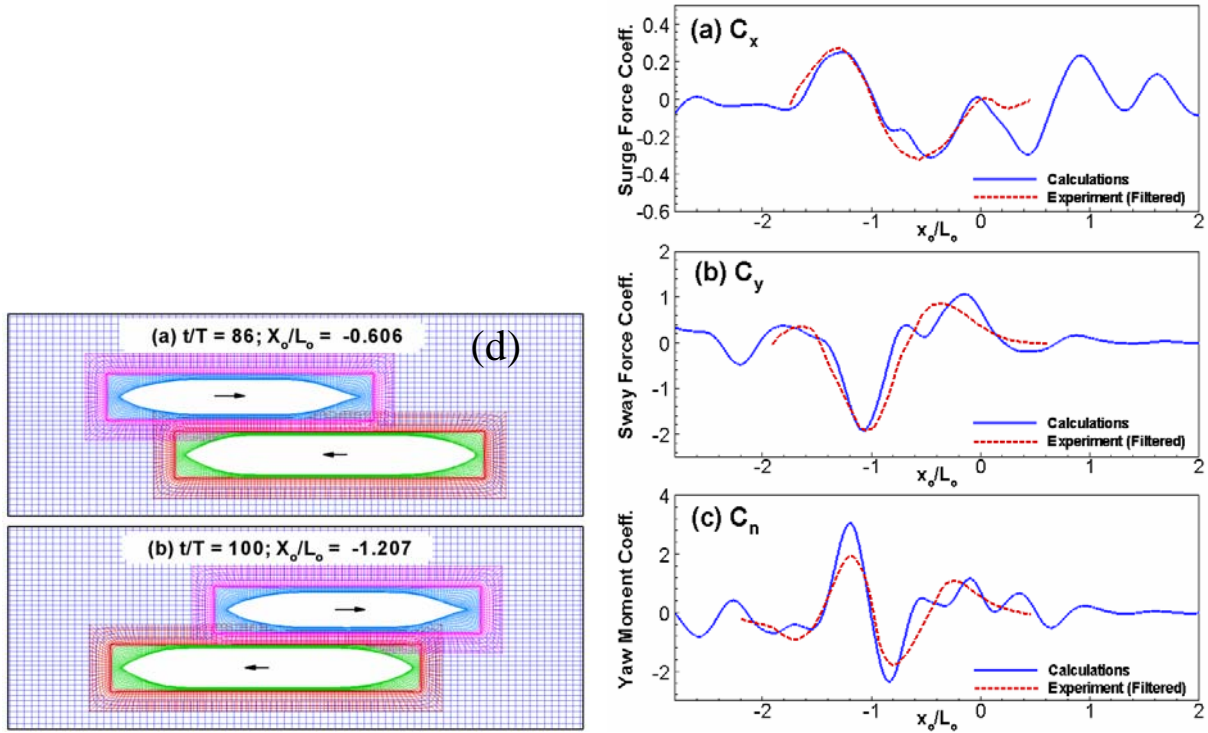 (a) t/T = 86; Xₒ/Lₒ = -0.606
(d)
(b) t/T = 100; Xₒ/Lₒ = -1.207
(a) Cₓ
Surge Force Coeff.
0.4
0.2
0
-0.2
-0.4
-0.6
Calculations
Experiment (Filtered)
-2 -1 0 1 2
xₒ/Lₒ
(b) Cᵧ
Sway Force Coeff.
2
1
0
-1
-2
Calculations
Experiment (Filtered)
-2 -1 0 1 2
xₒ/Lₒ
(c) Cₙ
Yaw Moment Coeff.
4
2
0
-2
Calculations
Experiment (Filtered)
-2 -1 0 1 2
xₒ/Lₒ